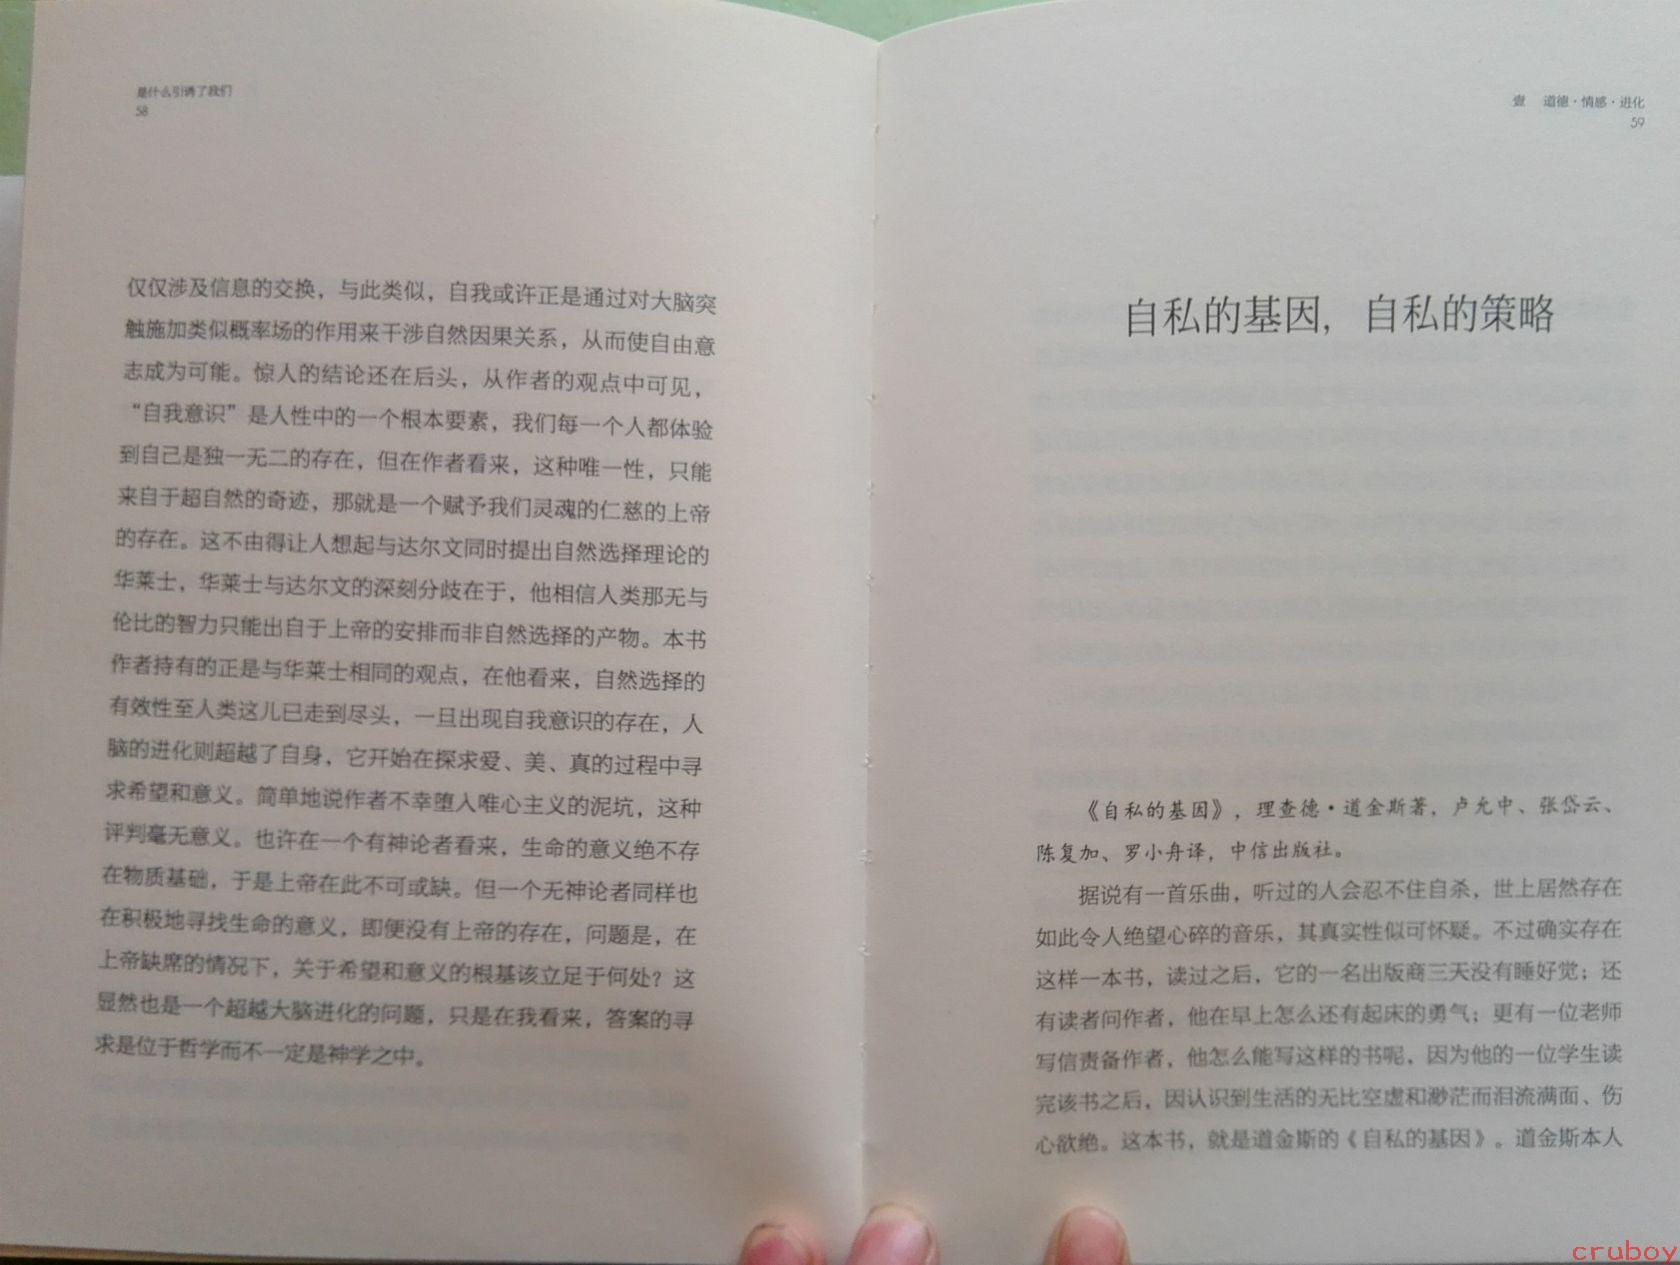 是什么引诱了我们
58
仅仅涉及信息的交换，与此类似，自我或许正是通过对大脑突
触施加类似概率场的作用来干涉自然因果关系，从而使自由意
志成为可能。惊人的结论还在后头，从作者的观点中可见，
“自我意识”是人性中的一个根本要素，我们每一个人都体验
到自己是独一无二的存在，但在作者看来，这种唯一性，只能
来自于超自然的奇迹，那就是一个赋予我们灵魂的仁慈的上帝
的存在。这不由得让人想起与达尔文同时提出自然选择理论的
华莱士，华莱士与达尔文的深刻分歧在于，他相信人类那无与
伦比的智力只能出自于上帝的安排而非自然选择的产物。本书
作者持有的正是与华莱士相同的观点，在他看来，自然选择的
有效性至人类这儿已走到尽头，一旦出现自我意识的存在，人
脑的进化则超越了自身，它开始在探求爱、美、真的过程中寻
求希望和意义。简单地说作者不幸堕入唯心主义的泥坑，这种
评判毫无意义。也许在一个有神论者看来，生命的意义绝不存
在物质基础，于是上帝在此不可或缺。但一个无神论者同样也
在积极地寻找生命的意义，即便没有上帝的存在，问题是，在
上帝缺席的情况下，关于希望和意义的根基该立足于何处？这
显然也是一个超越大脑进化的问题，只是在我看来，答案的寻
求是位于哲学而不一定是神学之中。
壹 道德·情感·进化
59
自私的基因，自私的策略
《自私的基因》，理查德·道金斯著，卢允中、张岱云、
陈复加、罗小舟译，中信出版社。
据说有一首乐曲，听过的人会忍不住自杀，世上居然存在
如此令人绝望心碎的音乐，其真实性似可怀疑。不过确实存在
这样一本书，读过之后，它的一名出版商三天没有睡好觉；还
有读者问作者，他在早上怎么还有起床的勇气；更有一位老师
写信责备作者，他怎么能写这样的书呢，因为他的一位学生读
完该书之后，因认识到生活的无比空虚和渺茫而泪流满面、伤
心欲绝。这本书，就是道金斯的《自私的基因》。道金斯本人
cruboy